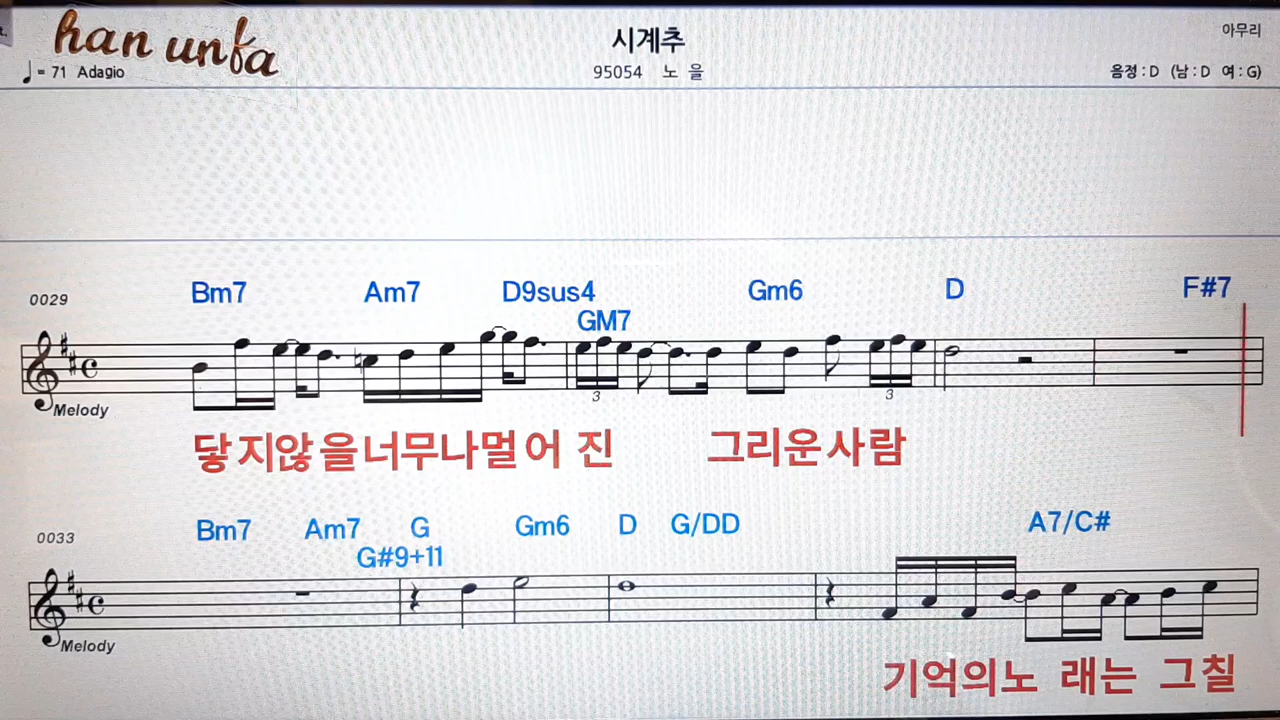 han unfa
시계추
아무리
♩= 71 Adagio
95054 노 을
음정 : D (남 : D 여 : G)
0029
Bm7 Am7 D9sus4 Gm6 D F#7
GM7
3 3
Melody
닿지않을너무나멀어 진 그리운사람
0033
Bm7 Am7 G Gm6 D G/DD A7/C#
G#9+11
Melody
기억의노 래는 그칠